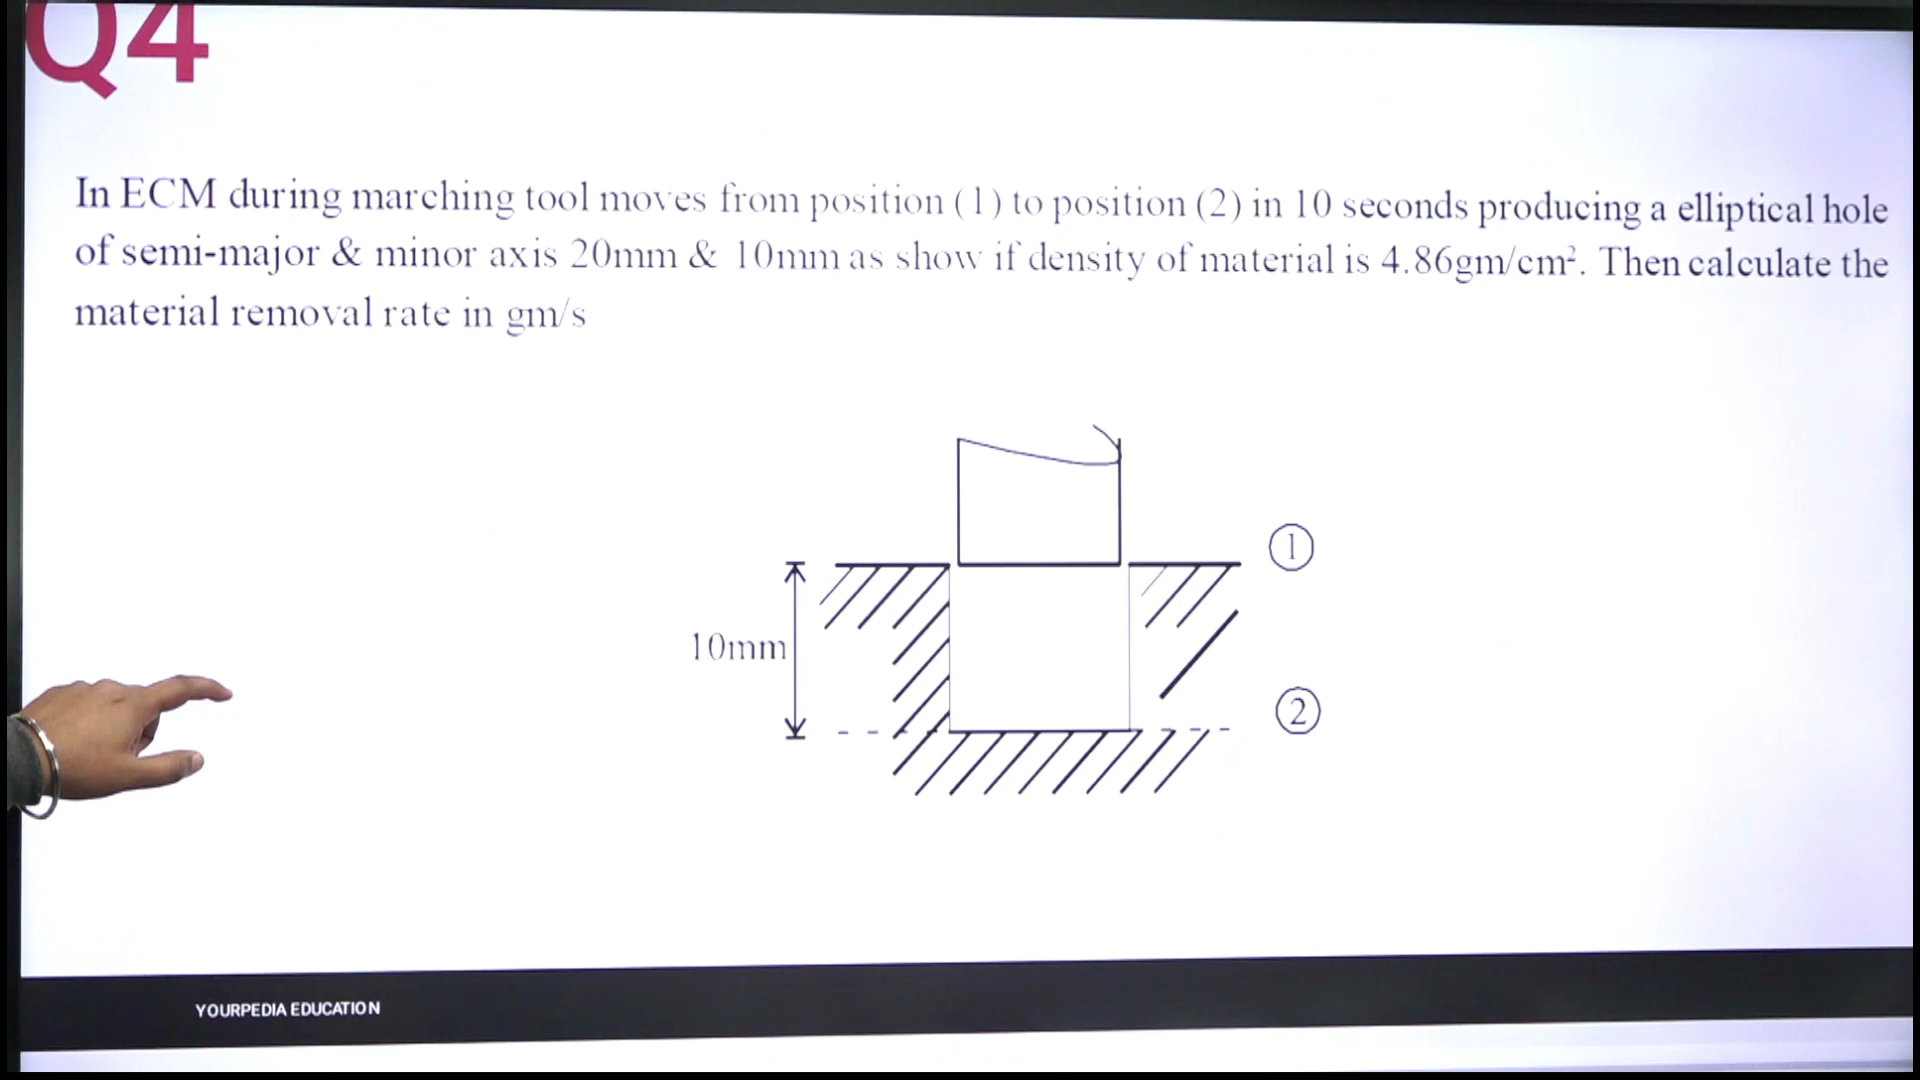 Q4
In ECM during marching tool moves from position (1) to position (2) in 10 seconds producing a elliptical hole
of semi-major & minor axis 20mm & 10mm as show if density of material is 4.86gm/cm². Then calculate the
material removal rate in gm/s
1
10mm
2
YOURPEDIA EDUCATION